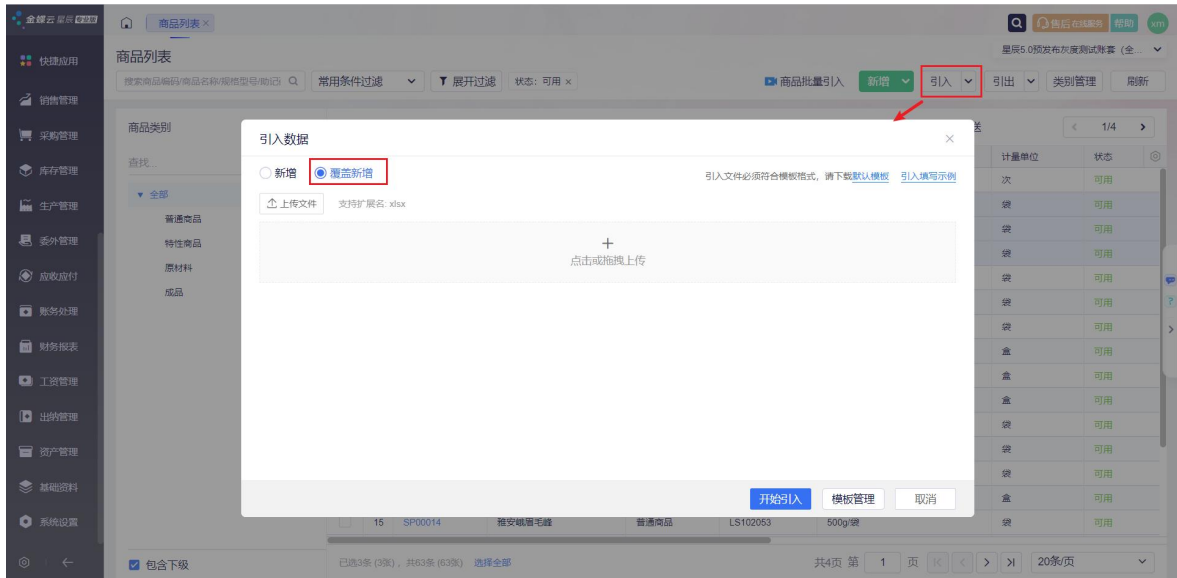 金蝶云 星辰 专业版
商品列表 ×
售后在线服务
帮助
xm
快捷应用
销售管理
采购管理
库存管理
生产管理
委外管理
应收应付
账务处理
财务报表
工资管理
出纳管理
资产管理
基础资料
系统设置
商品列表
星辰5.0预发布灰度测试账套 (全...
搜索商品编码/商品名称/规格型号/助记
常用条件过滤
展开过滤
状态: 可用 ×
商品批量引入
新增
引入
引出
类别管理
刷新
商品类别
1/4
查找...
全部
普通商品
特性商品
原材料
成品
包含下级
引入数据
新增
覆盖新增
引入文件必须符合模板格式, 请下载默认模板 引入填写示例
上传文件
支持扩展名: xlsx
点击或拖拽上传
开始引入
模板管理
取消
计量单位 状态
次 可用
袋 可用
袋 可用
袋 可用
袋 可用
袋 可用
袋 可用
盒 可用
盒 可用
盒 可用
袋 可用
袋 可用
袋 可用
盒 可用
15 SP00014 雅安峨眉毛峰 普通商品 LS102053 500g/袋 袋 可用
已选3条 (3张) , 共63条 (63张) 选择全部
共4页 第 1 页
20条/页